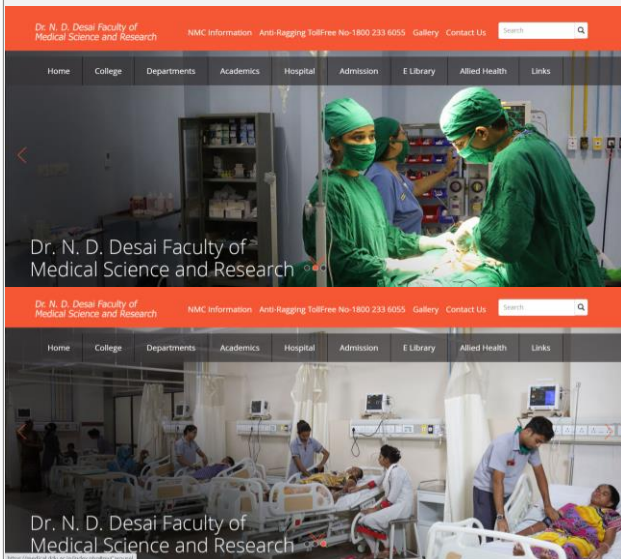 Dr. N. D. Desai Faculty of
Medical Science and Research
NMC Information Anti-Ragging TollFree No-1800 233 6055 Gallery Contact Us Search
Home College Departments Academics Hospital Admission E Library Allied Health Links
Dr. N. D. Desai Faculty of
Medical Science and Research
Dr. N. D. Desai Faculty of
Medical Science and Research
NMC Information Anti-Ragging TollFree No-1800 233 6055 Gallery Contact Us Search
Home College Departments Academics Hospital Admission E Library Allied Health Links
Dr. N. D. Desai Faculty of
Medical Science and Research